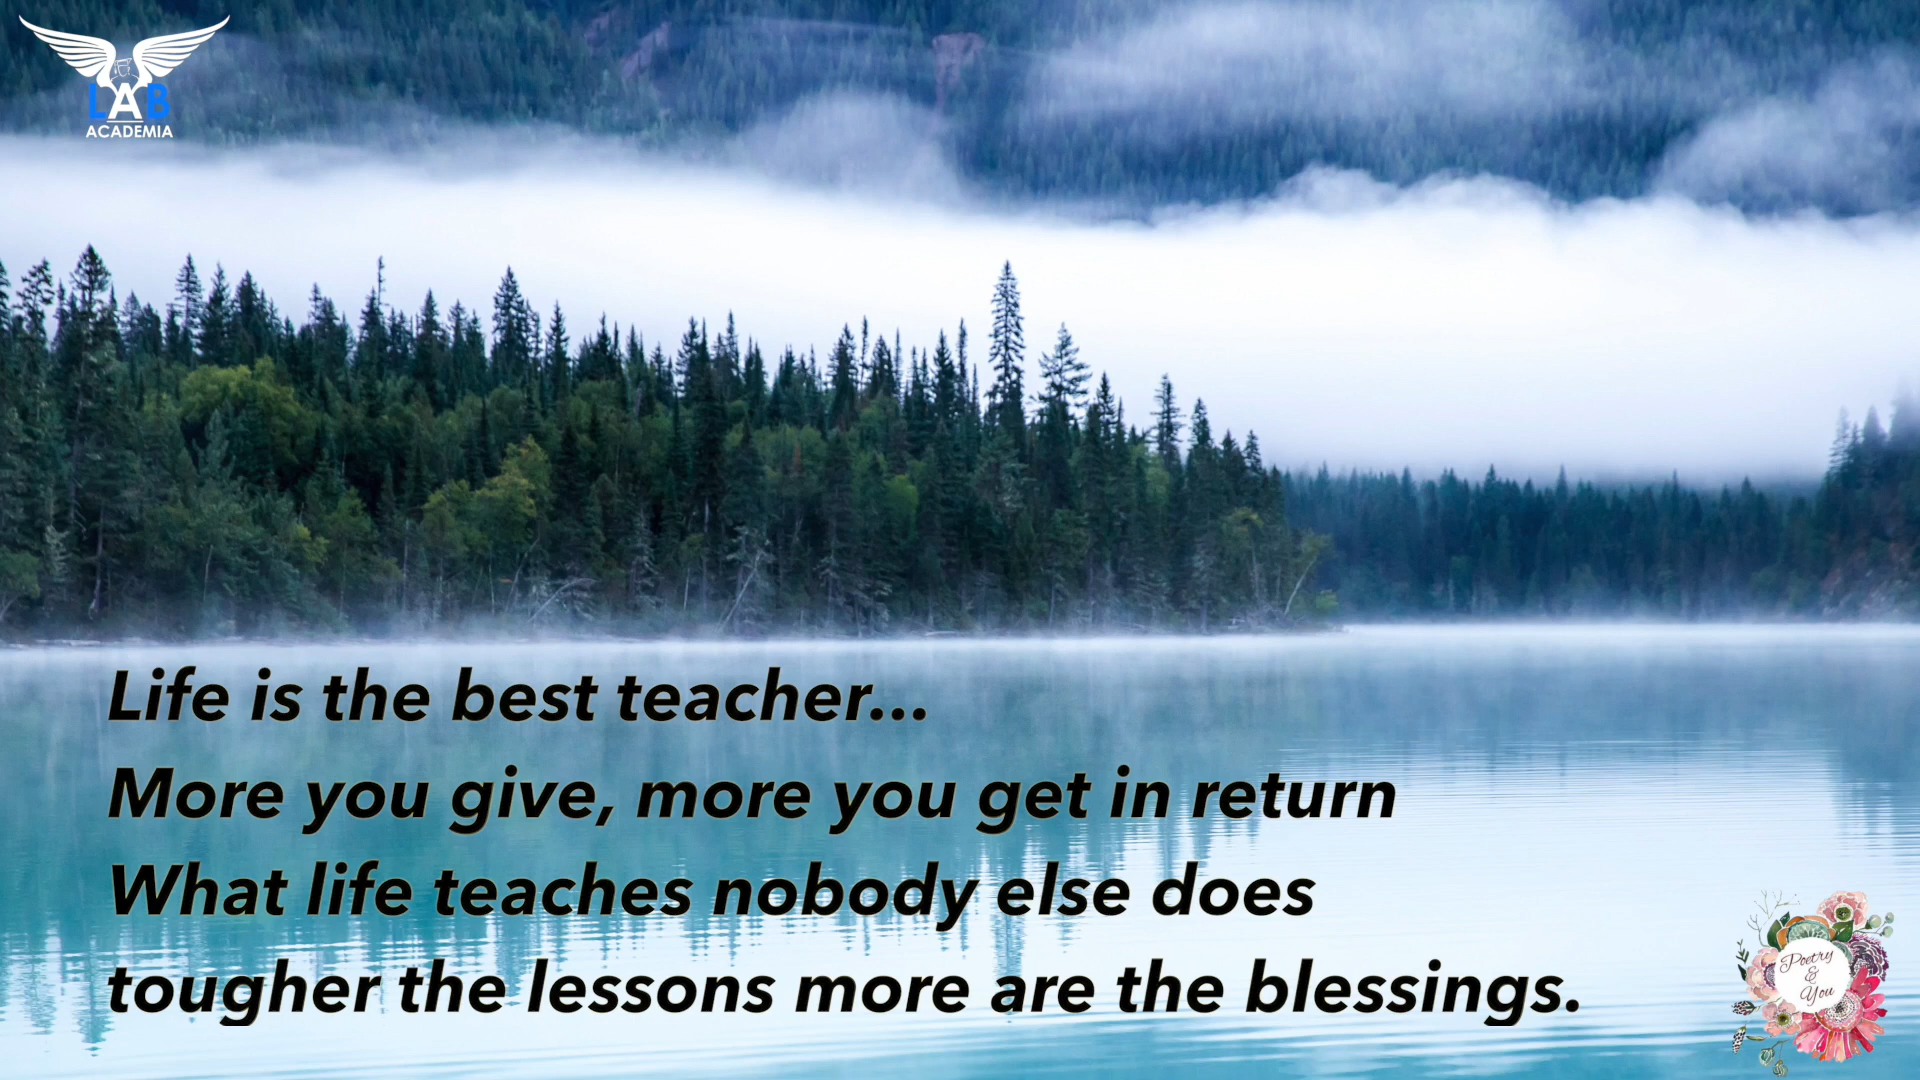 LAB
ACADEMIA
Life is the best teacher...
More you give, more you get in return
What life teaches nobody else does
tougher the lessons more are the blessings.
Poetry
&
You